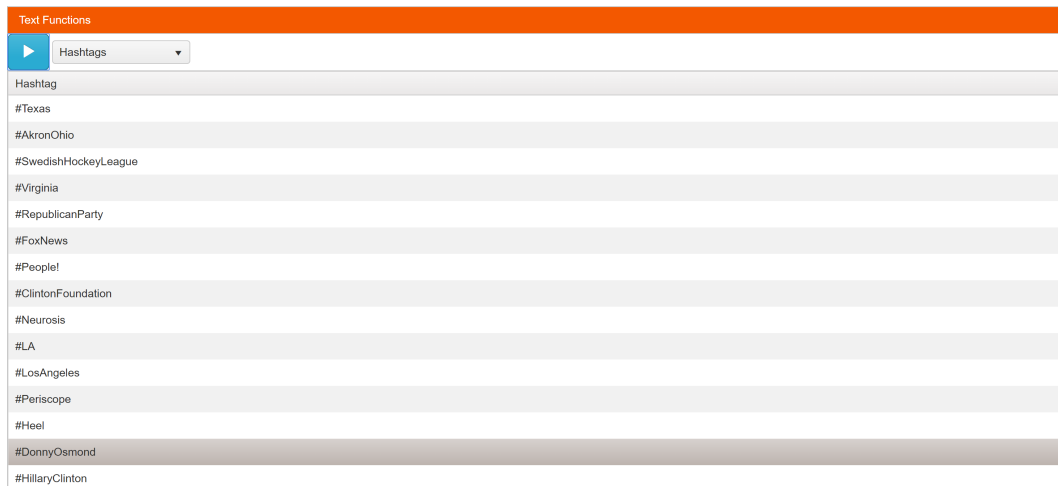 Text Functions
Hashtags
Hashtag
#Texas
#AkronOhio
#SwedishHockeyLeague
#Virginia
#RepublicanParty
#FoxNews
#People!
#ClintonFoundation
#Neurosis
#LA
#LosAngeles
#Periscope
#Heel
#DonnyOsmond
#HillaryClinton